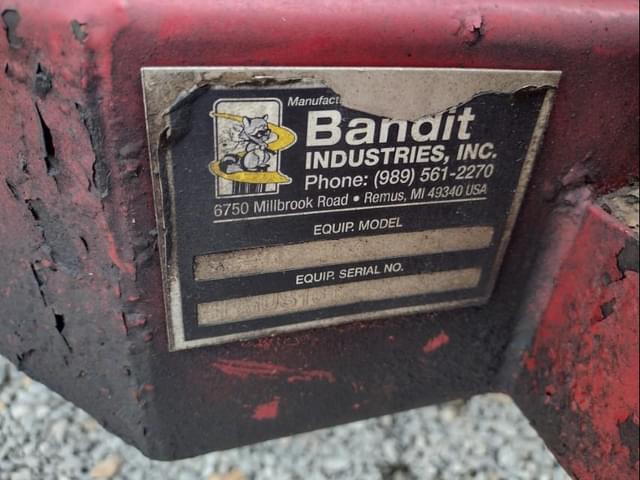 Manufact
Bandit
INDUSTRIES, INC.
Phone: (989) 561-2270
6750 Millbrook Road • Remus, MI 49340 USA
EQUIP. MODEL
EQUIP. SERIAL NO.